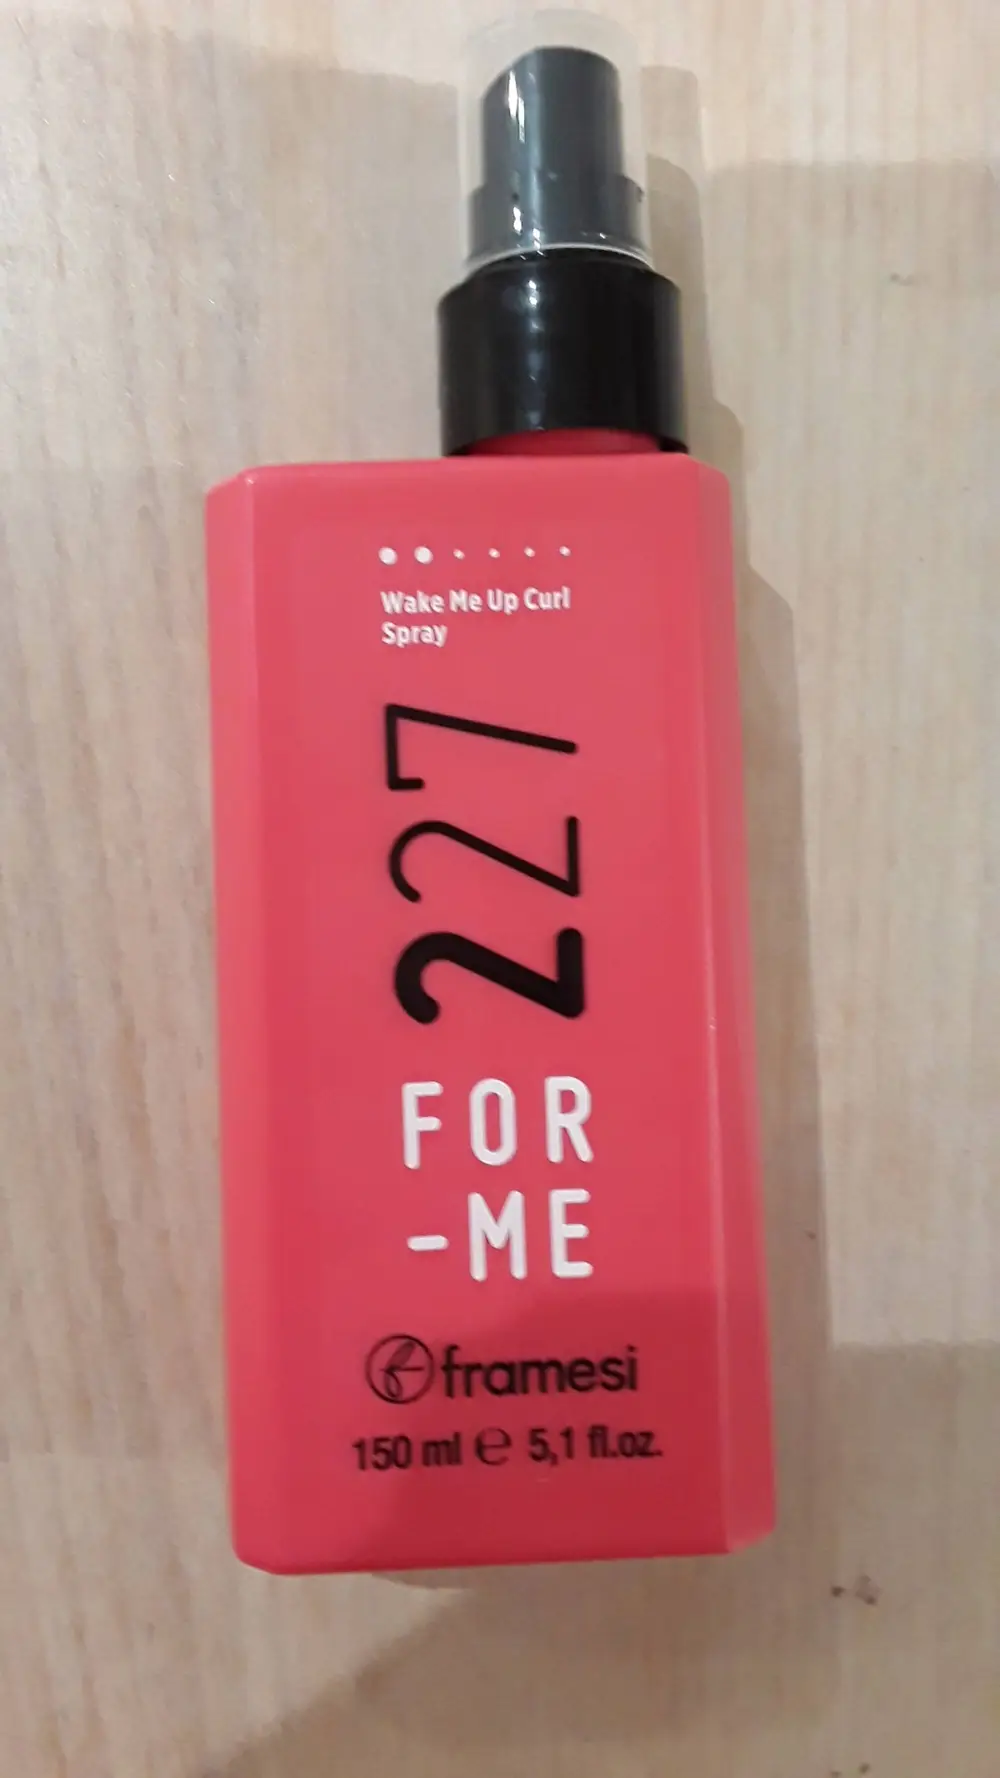 Wake Me Up Curl
Spray
227
FOR
-ME
framesi
150 ml ℮ 5,1 fl.oz.